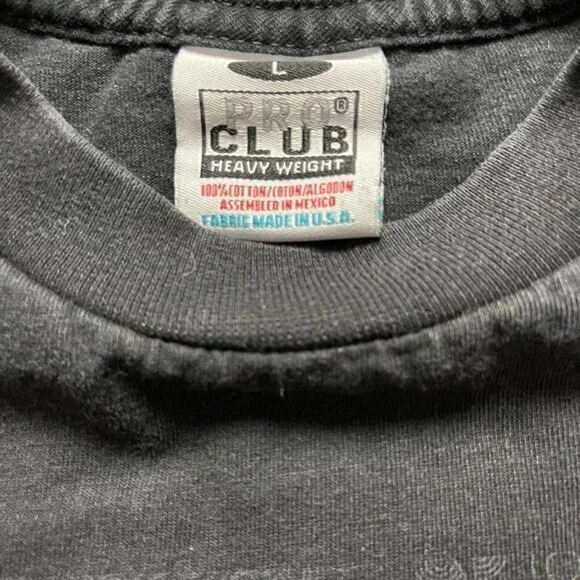 L
PRO®
CLUB
HEAVY WEIGHT
100% COTTON/COTON/ALGODON
ASSEMBLED IN MEXICO
FABRIC MADE IN U.S.A.